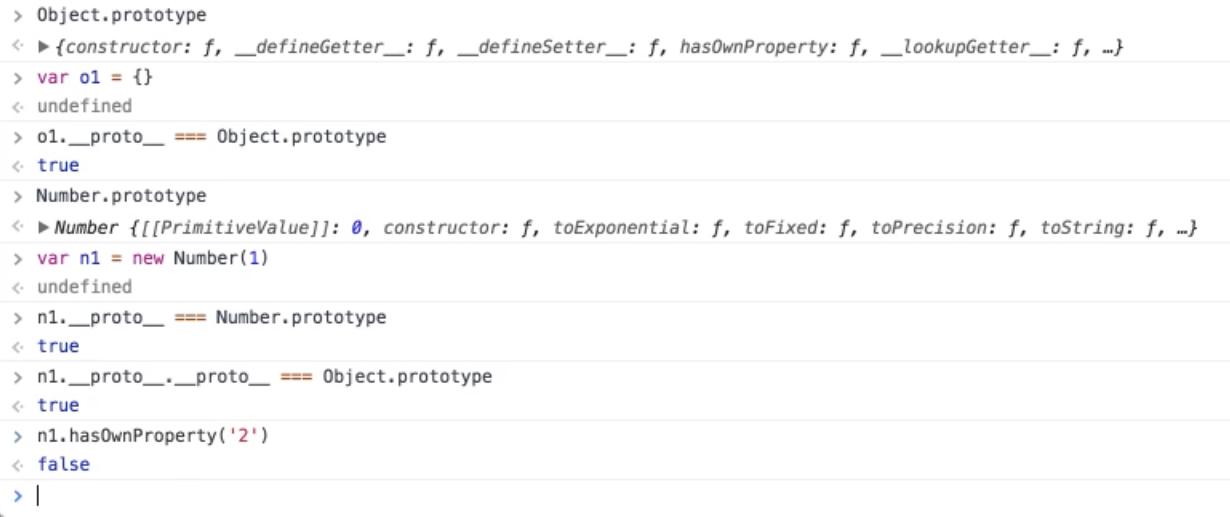 > Object.prototype
<· ▶{constructor: ƒ, __defineGetter__: ƒ, __defineSetter__: ƒ, hasOwnProperty: ƒ, __lookupGetter__: ƒ, …}
> var o1 = {}
<· undefined
> o1.__proto__ === Object.prototype
<· true
> Number.prototype
<· ▶Number {[[PrimitiveValue]]: 0, constructor: ƒ, toExponential: ƒ, toFixed: ƒ, toPrecision: ƒ, toString: ƒ, …}
> var n1 = new Number(1)
<· undefined
> n1.__proto__ === Number.prototype
<· true
> n1.__proto__.__proto__ === Object.prototype
<· true
> n1.hasOwnProperty('2')
<· false
>